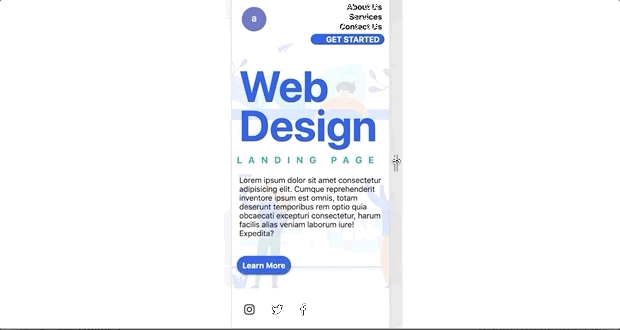 a
About Us
Services
Contact Us
GET STARTED
Web
Design
LANDING PAGE
Lorem ipsum dolor sit amet consectetur
adipisicing elit. Cumque reprehenderit
inventore ipsum est omnis, totam
deserunt temporibus rem optio quia
obcaecati excepturi consectetur, harum
facilis alias veniam laborum iure!
Expedita?
Learn More